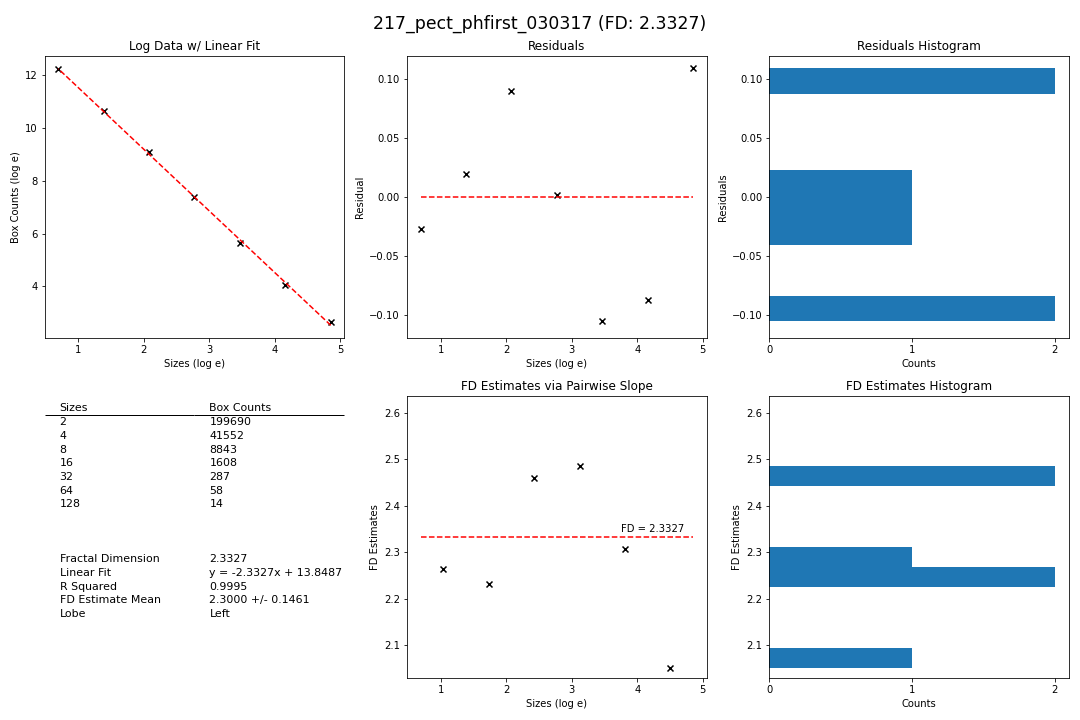 217_pect_phfirst_030317 (FD: 2.3327)
Log Data w/ Linear Fit
Box Counts (log e)
12
10
8
6
4
1 2 3 4 5
Sizes (log e)
Residuals
Residual
0.10
0.05
0.00
−0.05
−0.10
1 2 3 4 5
Sizes (log e)
Residuals Histogram
Residuals
0.10
0.05
0.00
−0.05
−0.10
0 1 2
Counts
Sizes Box Counts
2 199690
4 41552
8 8843
16 1608
32 287
64 58
128 14
Fractal Dimension 2.3327
Linear Fit y = -2.3327x + 13.8487
R Squared 0.9995
FD Estimate Mean 2.3000 +/- 0.1461
Lobe Left
FD Estimates via Pairwise Slope
FD Estimates
2.6
2.5
2.4
2.3
2.2
2.1
FD = 2.3327
1 2 3 4 5
Sizes (log e)
FD Estimates Histogram
FD Estimates
2.6
2.5
2.4
2.3
2.2
2.1
0 1 2
Counts